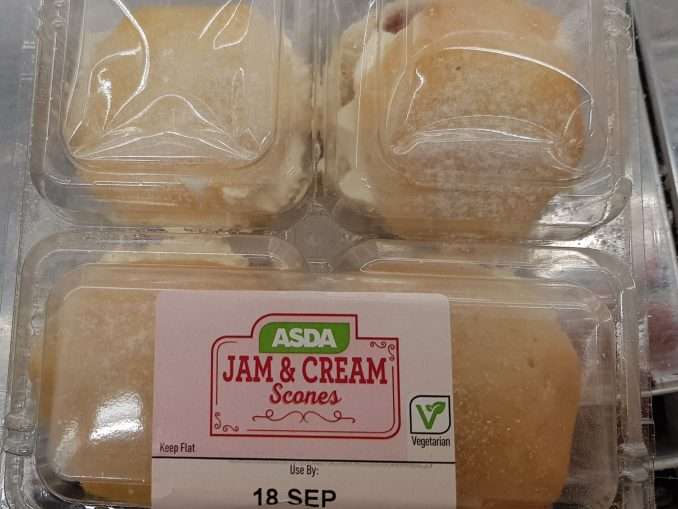 ASDA
JAM & CREAM
Scones
Keep Flat
Vegetarian
Use By:
18 SEP